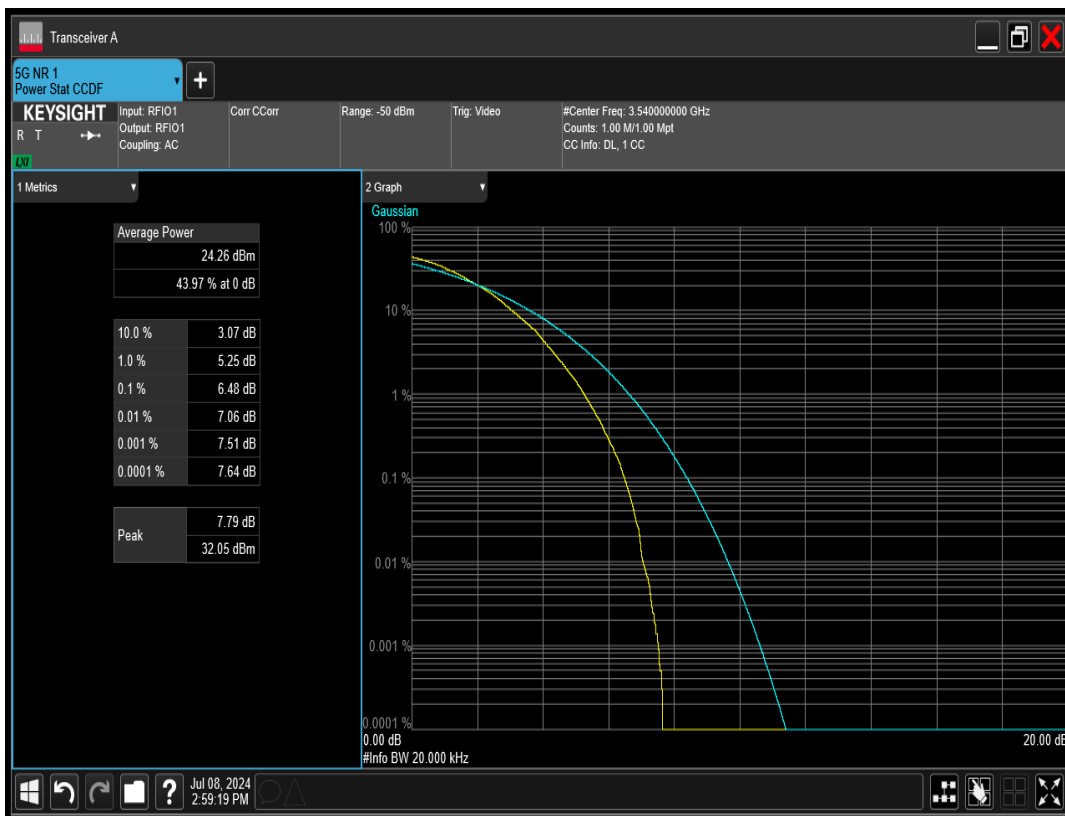 Transceiver A
5G NR 1
Power Stat CCDF
+
KEYSIGHT
R T
LXI
Input: RFIO1
Output: RFIO1
Coupling: AC
Corr CCorr
Range: -50 dBm
Trig: Video
#Center Freq: 3.540000000 GHz
Counts: 1.00 M/1.00 Mpt
CC Info: DL, 1 CC
1 Metrics
Average Power
24.26 dBm
43.97 % at 0 dB
10.0 % 3.07 dB
1.0 % 5.25 dB
0.1 % 6.48 dB
0.01 % 7.06 dB
0.001 % 7.51 dB
0.0001 % 7.64 dB
Peak
7.79 dB
32.05 dBm
2 Graph
Gaussian
100 %
10 %
1 %
0.1 %
0.01 %
0.001 %
0.0001 %
0.00 dB 20.00 dB
#Info BW 20.000 kHz
?
Jul 08, 2024
2:59:19 PM